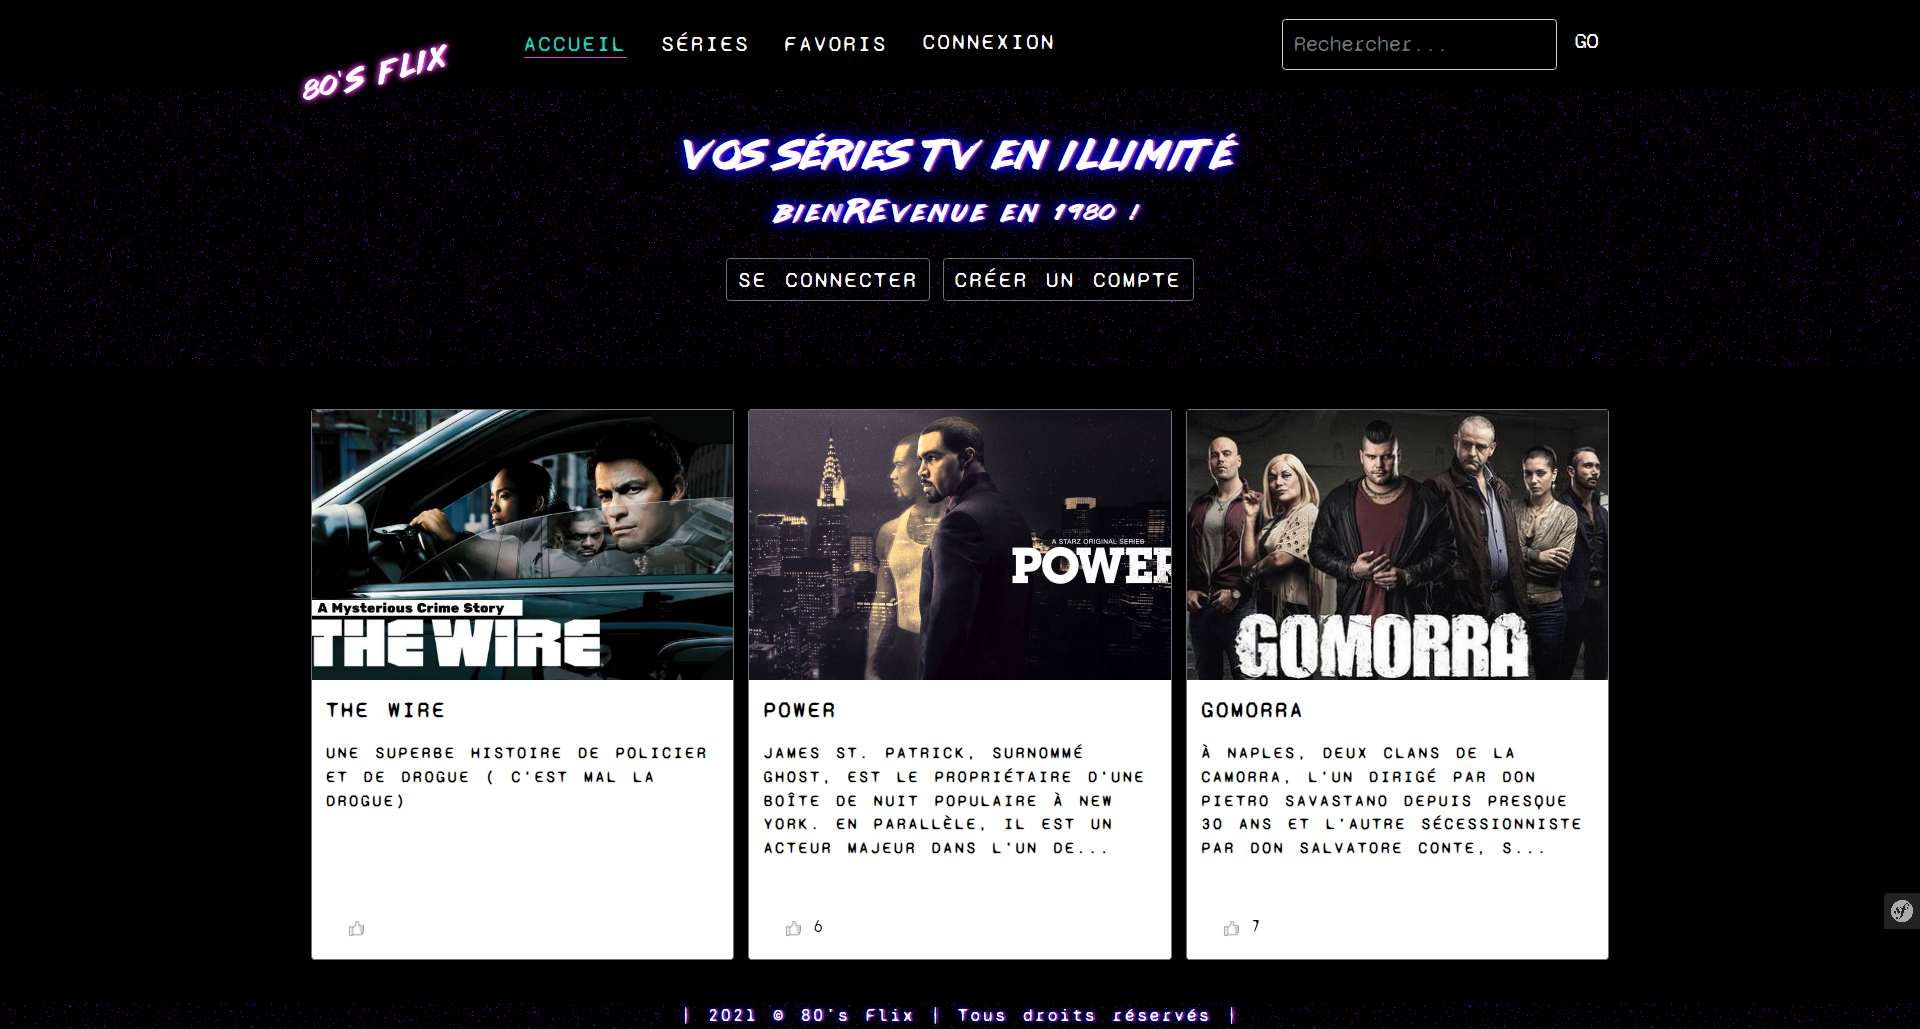 80's FLIX
ACCUEIL
SÉRIES
FAVORIS
CONNEXION
Rechercher...
GO
VOS SÉRIES TV EN ILLIMITÉ
BIENREVENUE EN 1980 !
SE CONNECTER
CRÉER UN COMPTE
A Mysterious Crime Story
THE WIRE
A STARZ ORIGINAL SERIES
POWER
GOMORRA
THE WIRE
UNE SUPERBE HISTOIRE DE POLICIER
ET DE DROGUE ( C'EST MAL LA
DROGUE)
POWER
JAMES ST. PATRICK, SURNOMMÉ
GHOST, EST LE PROPRIÉTAIRE D'UNE
BOÎTE DE NUIT POPULAIRE À NEW
YORK. EN PARALLÈLE, IL EST UN
ACTEUR MAJEUR DANS L'UN DE...
6
GOMORRA
À NAPLES, DEUX CLANS DE LA
CAMORRA, L'UN DIRIGÉ PAR DON
PIETRO SAVASTANO DEPUIS PRESQUE
30 ANS ET L'AUTRE SÉCESSIONNISTE
PAR DON SALVATORE CONTE, S...
7
sf
| 2021 © 80's Flix | Tous droits réservés |